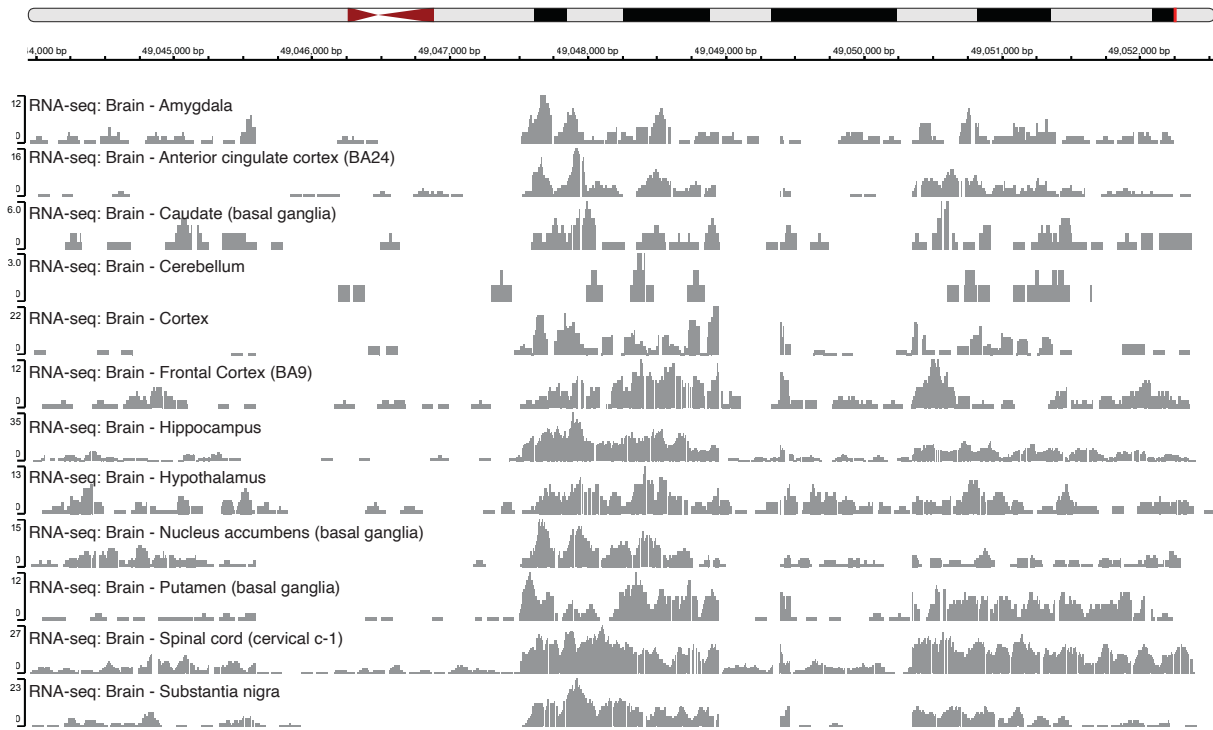 :4,000 bp 49,045,000 bp 49,046,000 bp 49,047,000 bp 49,048,000 bp 49,049,000 bp 49,050,000 bp 49,051,000 bp 49,052,000 bp
12
RNA-seq: Brain - Amygdala
0
16
RNA-seq: Brain - Anterior cingulate cortex (BA24)
0
6.0
RNA-seq: Brain - Caudate (basal ganglia)
0
3.0
RNA-seq: Brain - Cerebellum
0
22
RNA-seq: Brain - Cortex
0
12
RNA-seq: Brain - Frontal Cortex (BA9)
0
35
RNA-seq: Brain - Hippocampus
0
13
RNA-seq: Brain - Hypothalamus
0
15
RNA-seq: Brain - Nucleus accumbens (basal ganglia)
0
12
RNA-seq: Brain - Putamen (basal ganglia)
0
27
RNA-seq: Brain - Spinal cord (cervical c-1)
0
23
RNA-seq: Brain - Substantia nigra
0